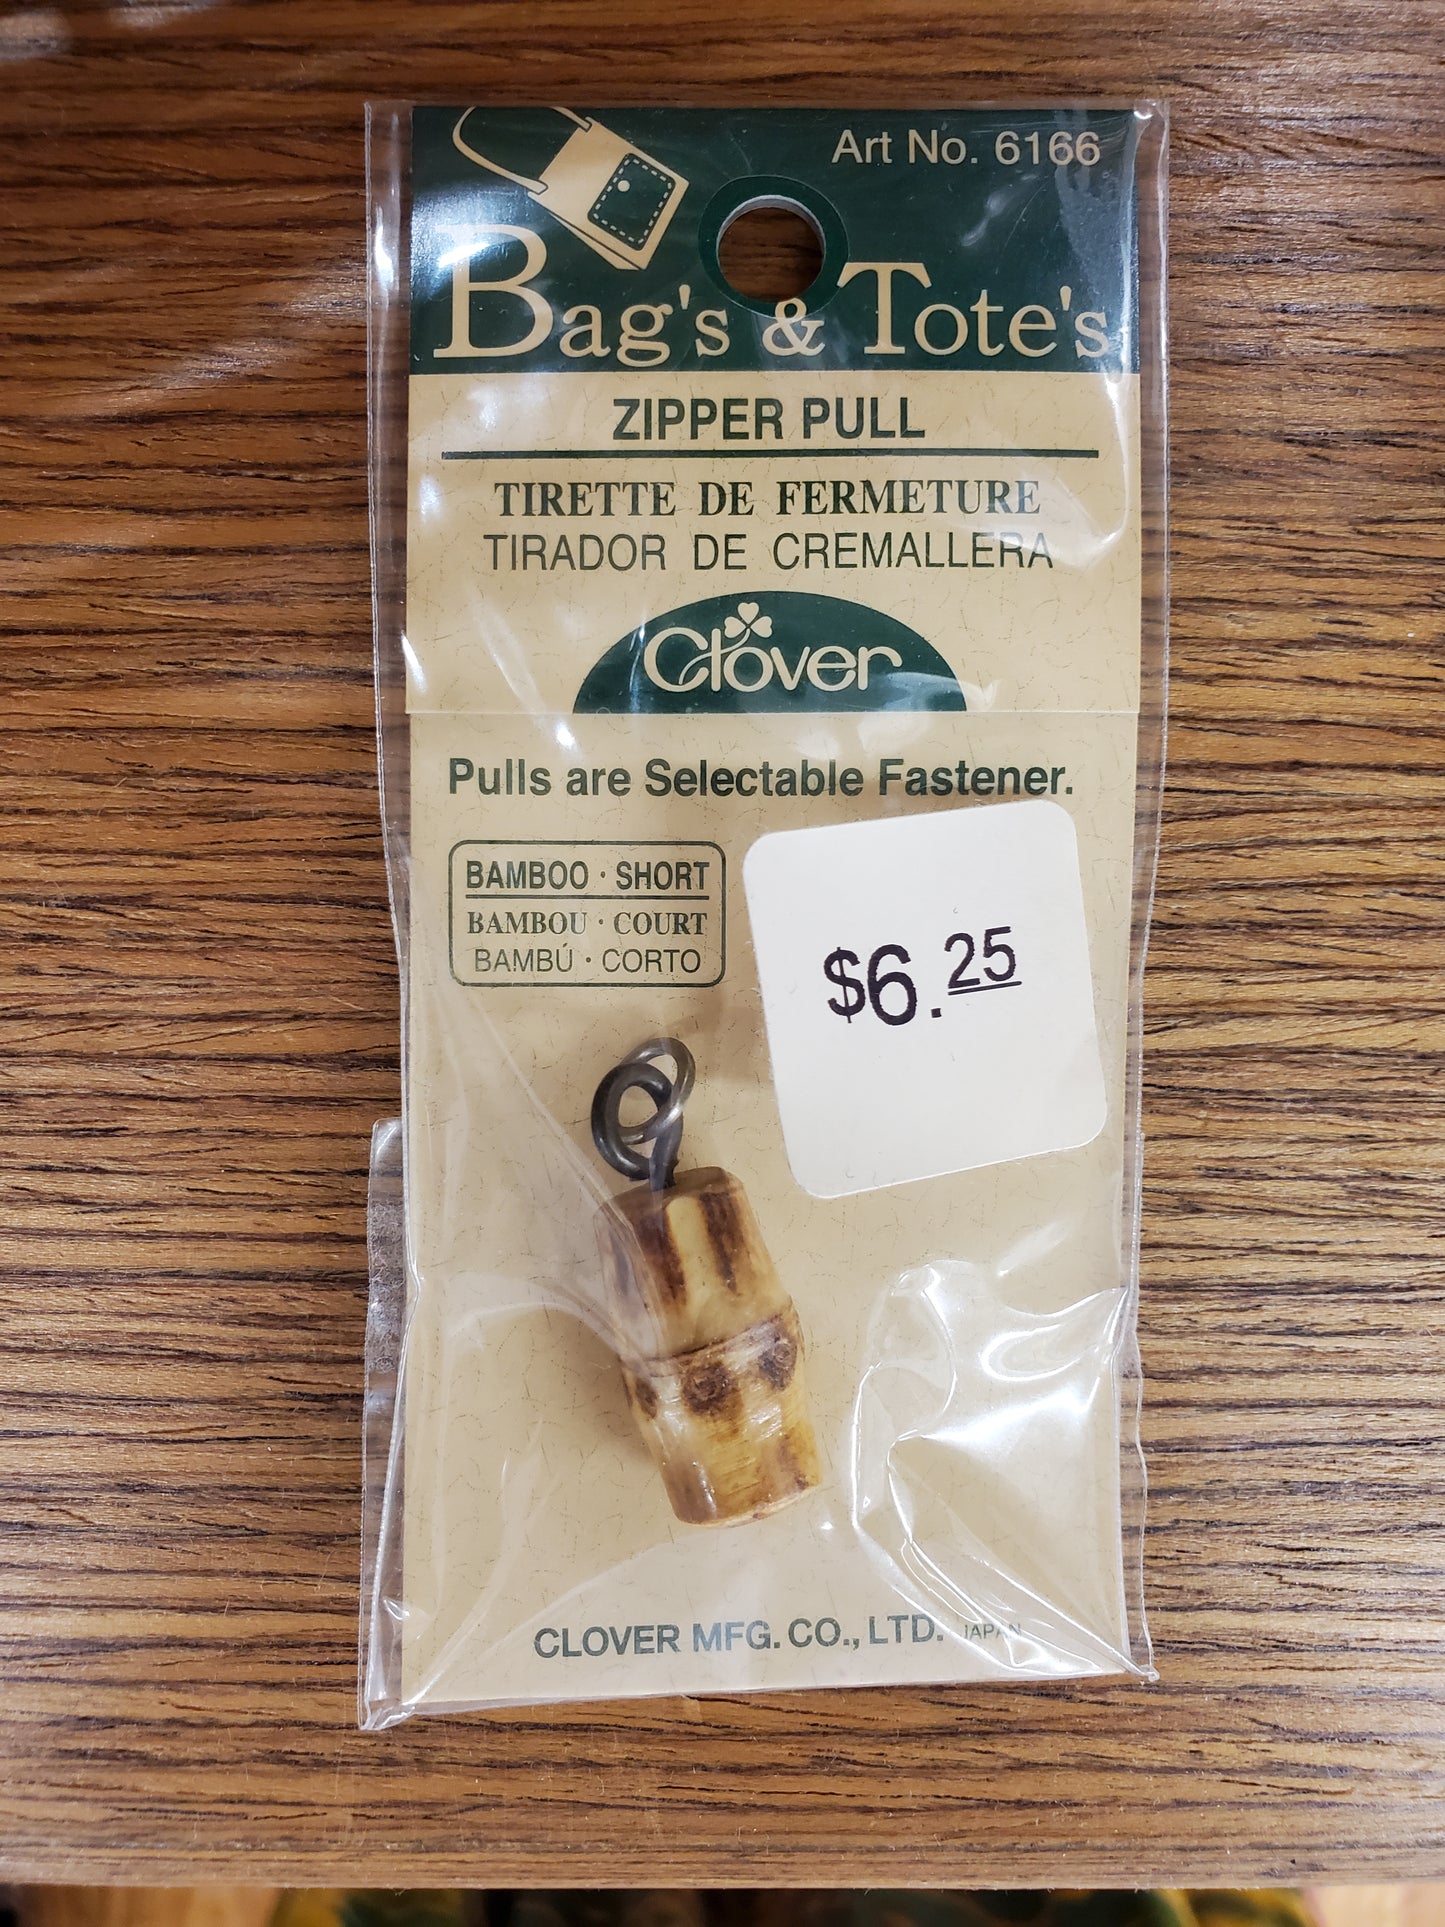 Art No. 6166
Bag's & Tote's
ZIPPER PULL
TIRETTE DE FERMETURE
TIRADOR DE CREMALLERA
Clover
Pulls are Selectable Fastener.
BAMBOO · SHORT
BAMBOU · COURT
BAMBÚ · CORTO
$6.25
CLOVER MFG. CO., LTD. JAPAN